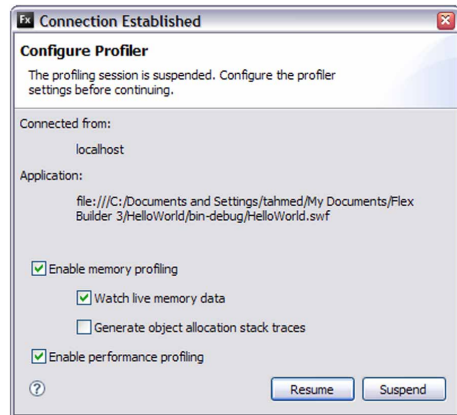 Fx Connection Established
Configure Profiler
The profiling session is suspended. Configure the profiler
settings before continuing.
Connected from:
localhost
Application:
file:///C:/Documents and Settings/tahmed/My Documents/Flex
Builder 3/HelloWorld/bin-debug/HelloWorld.swf
Enable memory profiling
Watch live memory data
Generate object allocation stack traces
Enable performance profiling
? Resume Suspend